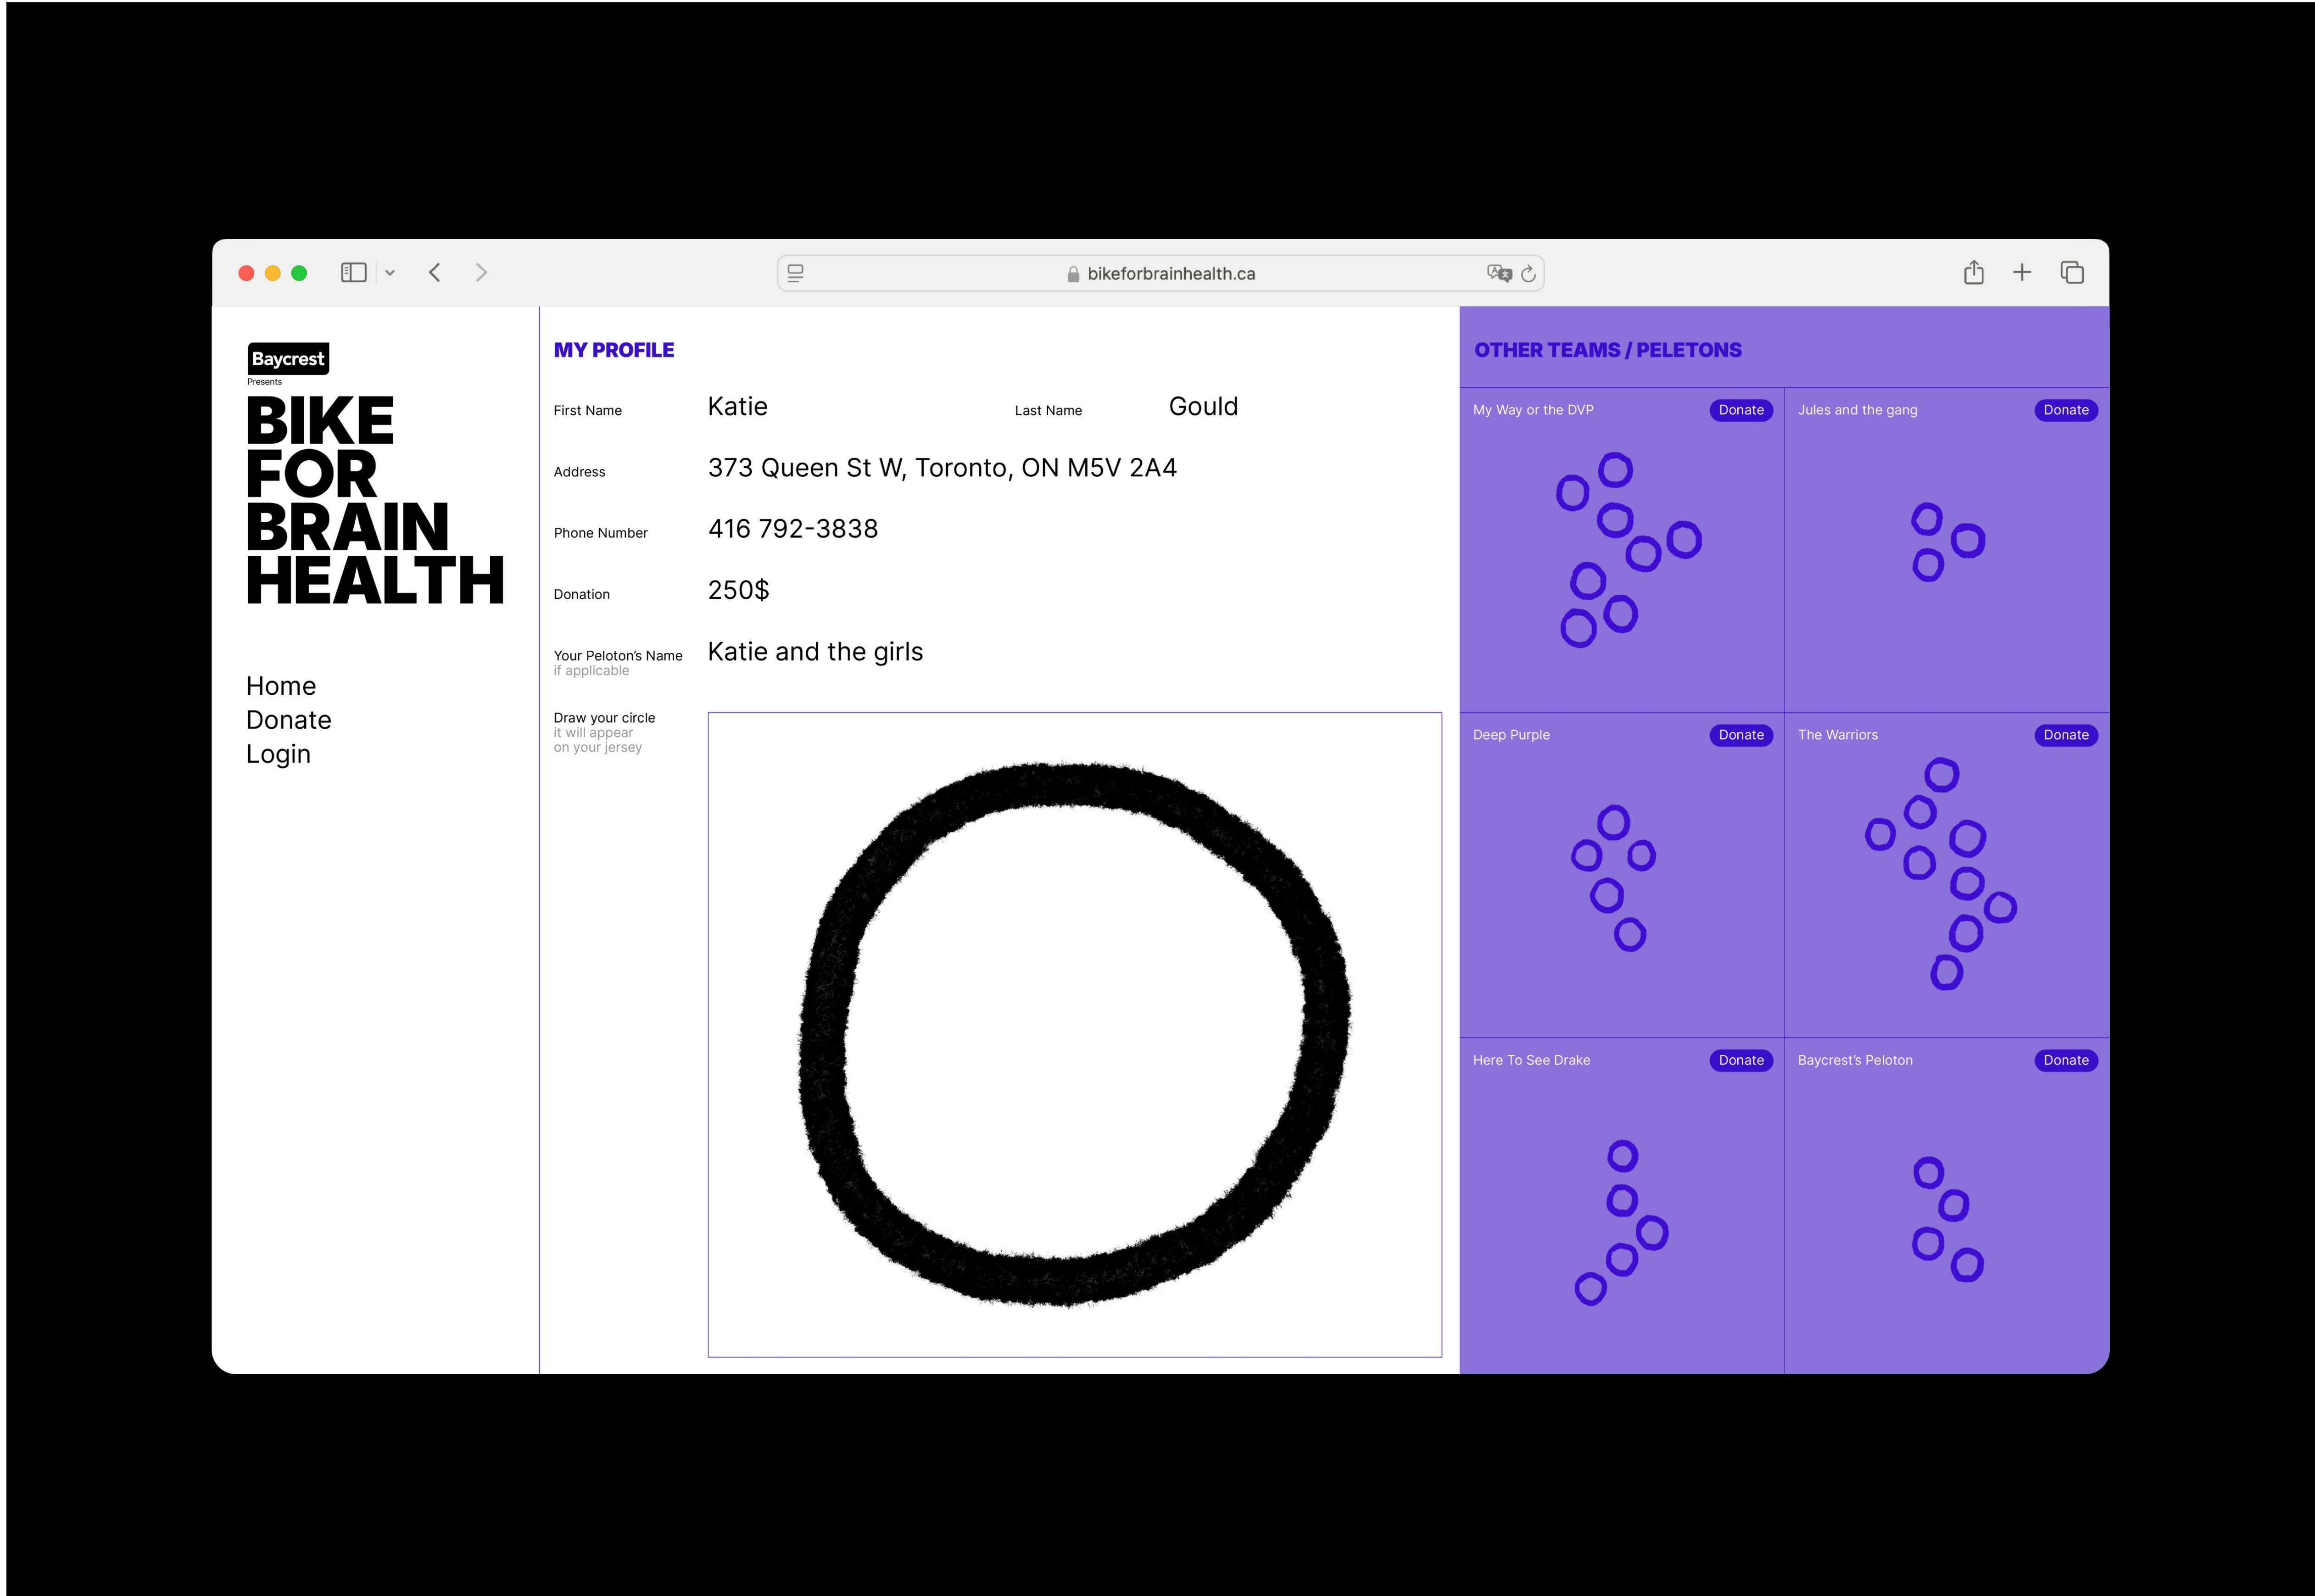 bikeforbrainhealth.ca
Baycrest
Presents
BIKE
FOR
BRAIN
HEALTH
Home
Donate
Login
MY PROFILE
First Name Katie Last Name Gould
Address 373 Queen St W, Toronto, ON M5V 2A4
Phone Number 416 792-3838
Donation 250$
Your Peloton’s Name Katie and the girls
if applicable
Draw your circle
it will appear
on your jersey
OTHER TEAMS / PELETONS
My Way or the DVP Donate
Jules and the gang Donate
Deep Purple Donate
The Warriors Donate
Here To See Drake Donate
Baycrest’s Peloton Donate